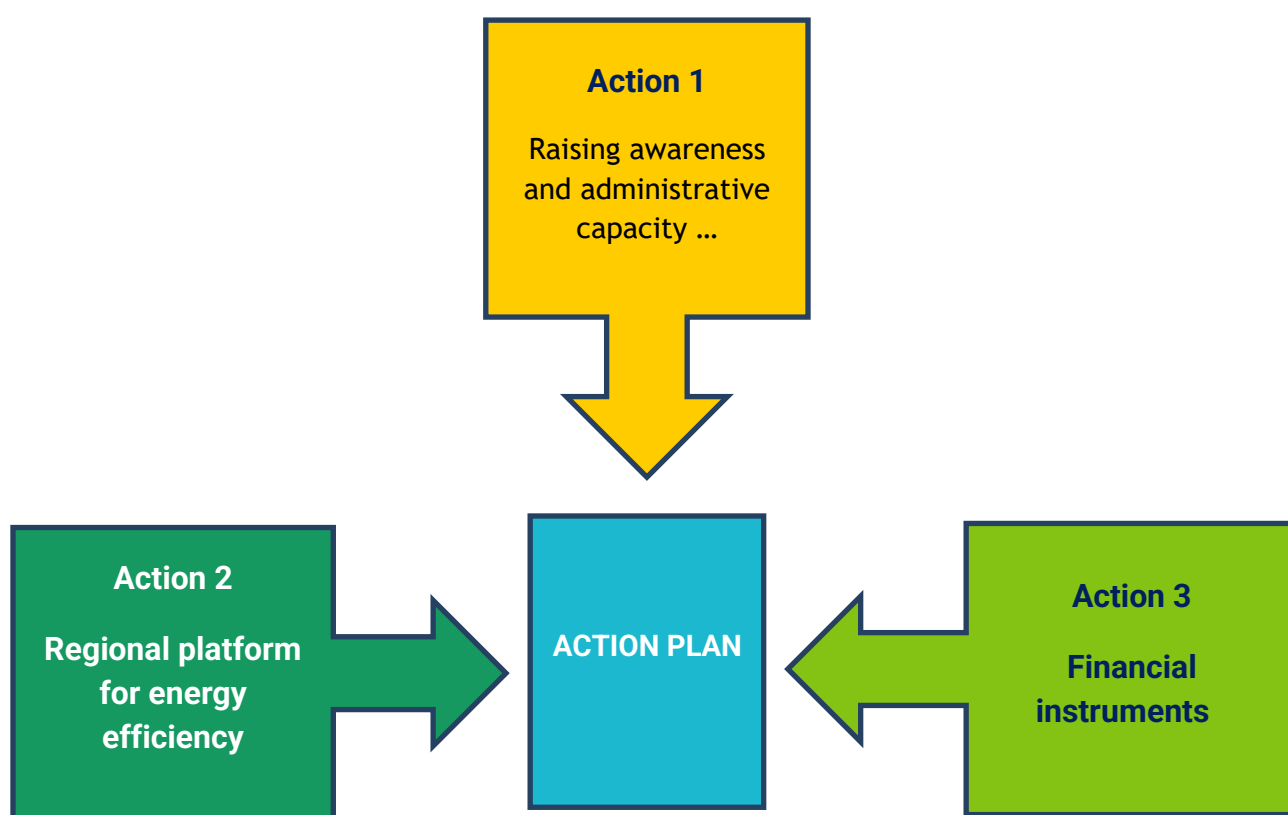 Action 1
Raising awareness
and administrative
capacity …
Action 2
Regional platform
for energy
efficiency
ACTION PLAN
Action 3
Financial
instruments